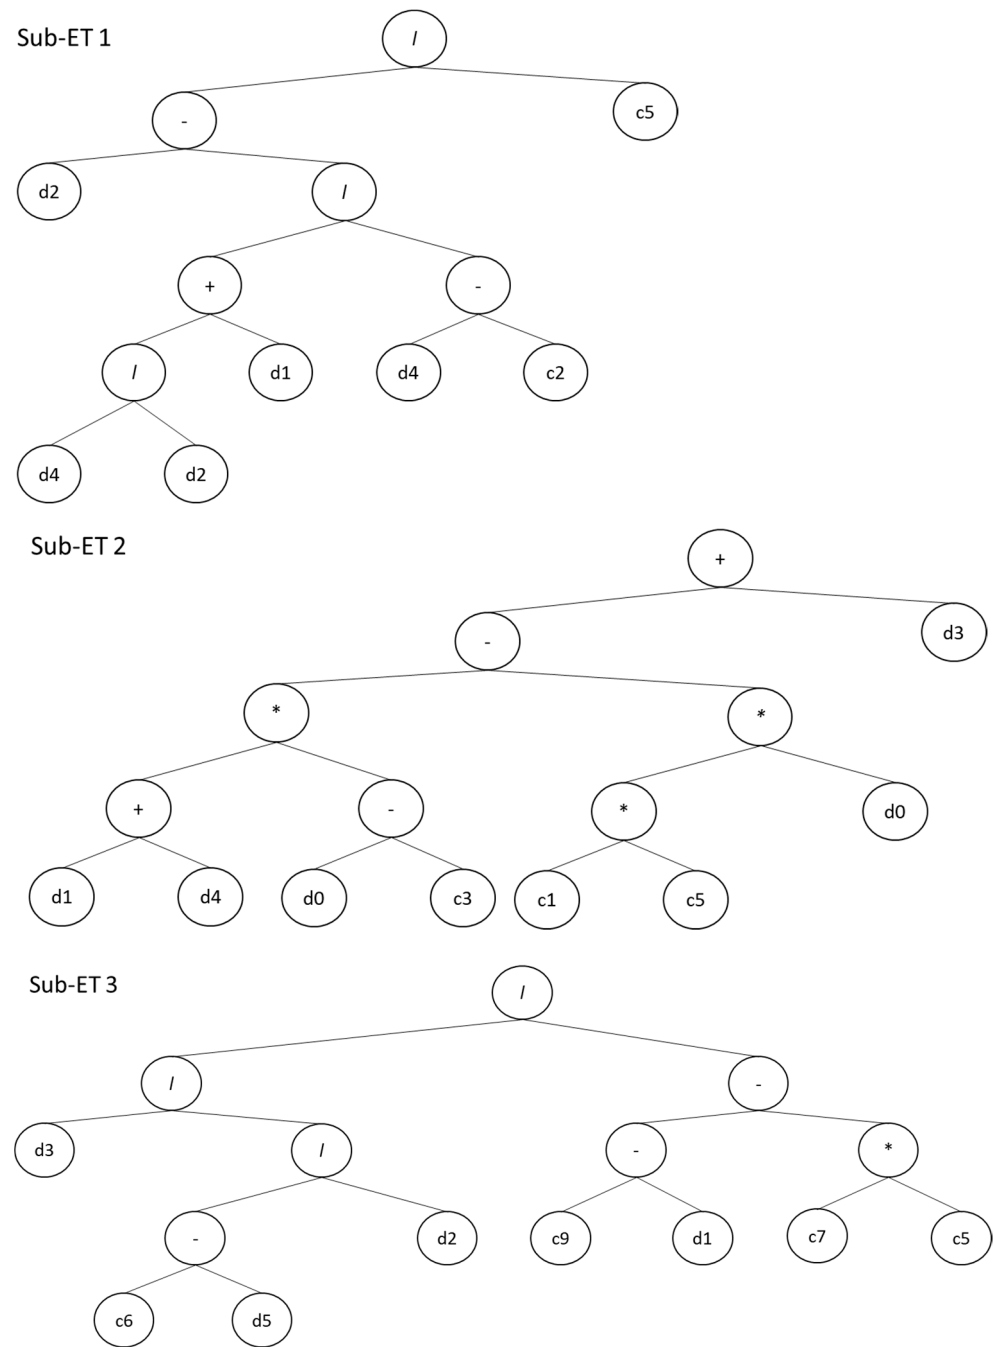 Sub-ET 1
/
-
c5
d2
/
+
-
/
d1
d4
c2
d4
d2
Sub-ET 2
+
-
d3
*
*
+
-
*
d0
d1
d4
d0
c3
c1
c5
Sub-ET 3
/
/
-
d3
/
-
*
-
d2
c9
d1
c7
c5
c6
d5